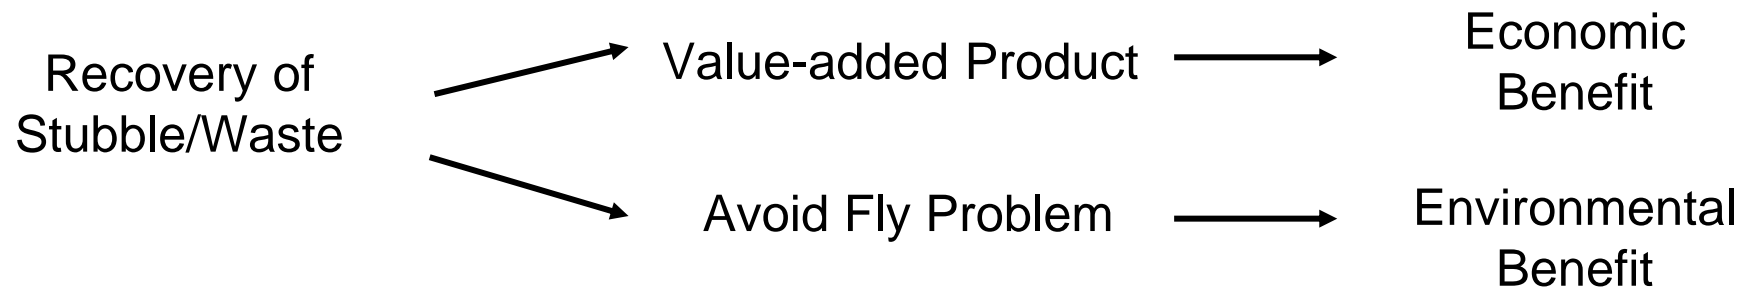 Recovery of
Stubble/Waste
Value-added Product
Economic
Benefit
Avoid Fly Problem
Environmental
Benefit